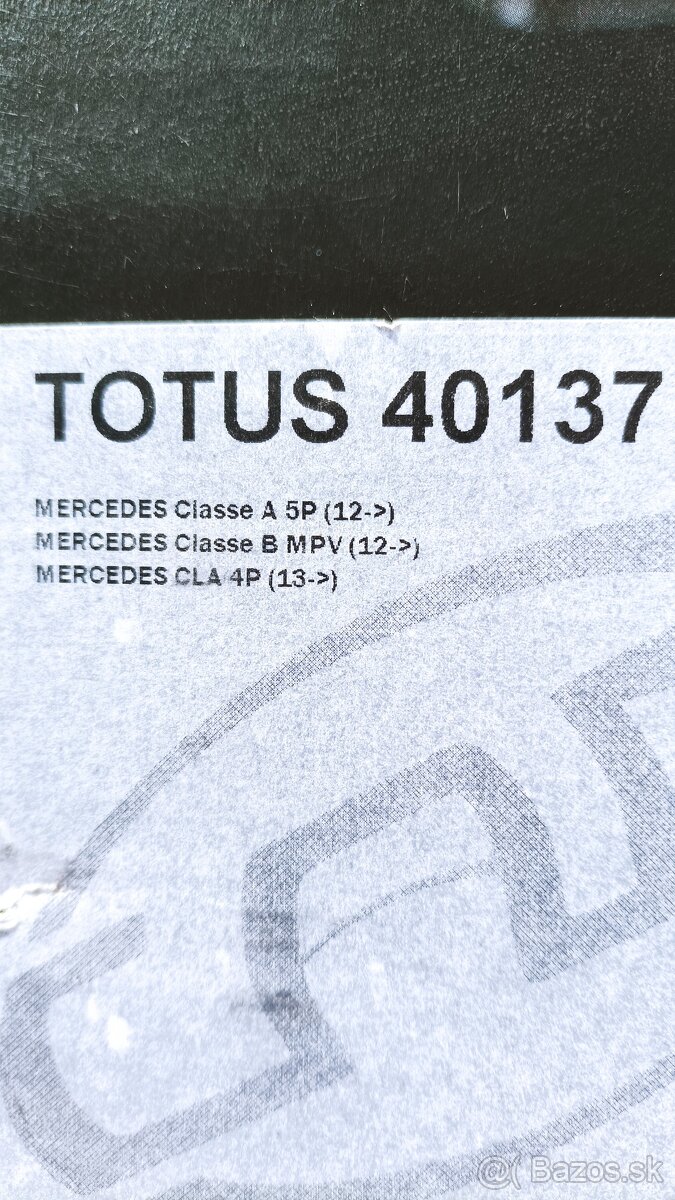 TOTUS 40137
MERCEDES Classe A 5P (12->)
MERCEDES Classe B MPV (12->)
MERCEDES CLA 4P (13->)
@Bazos.sk